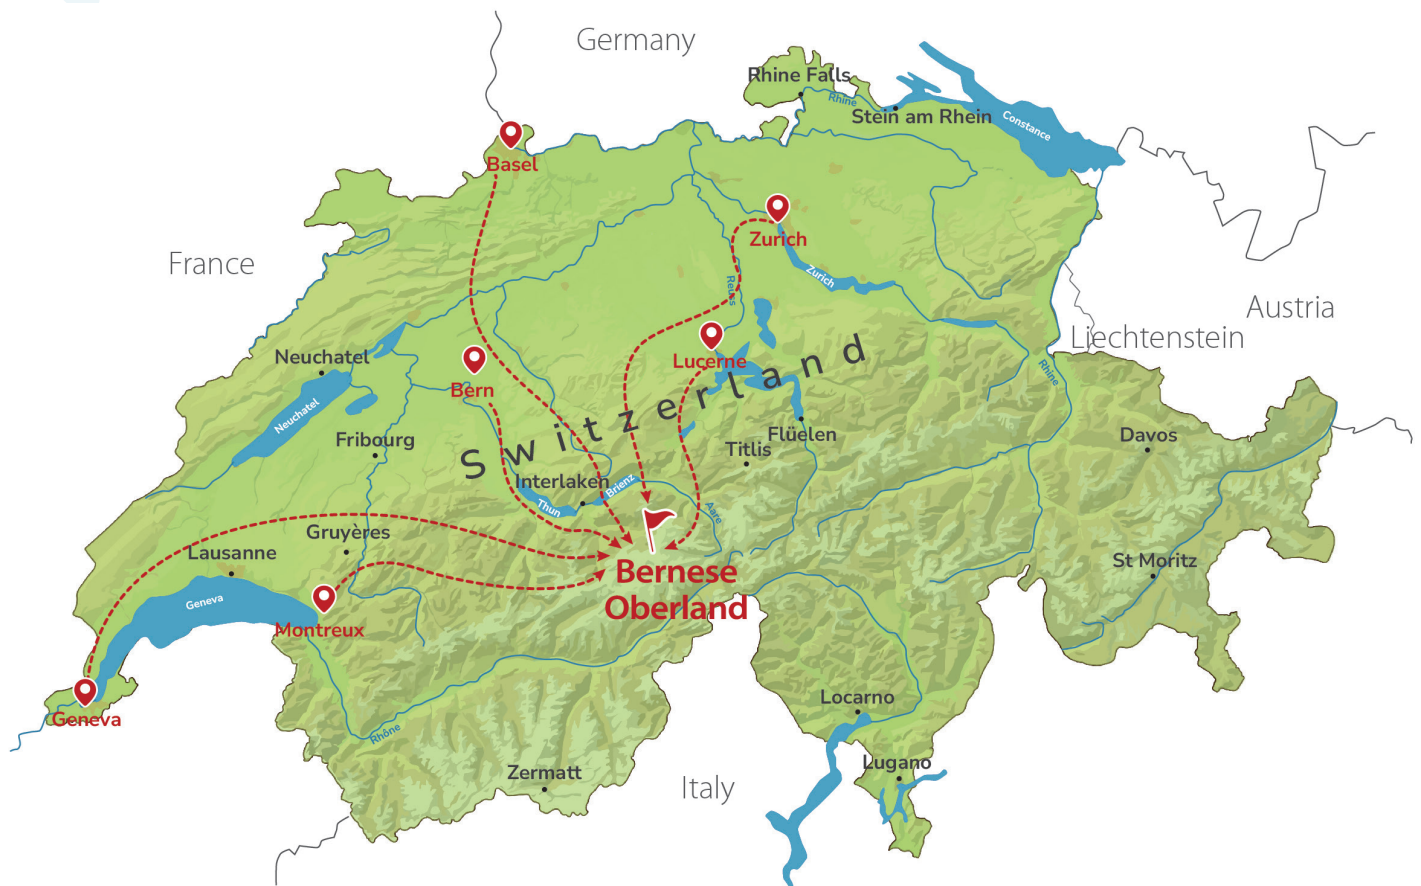 Germany
Rhine Falls
Rhine
Stein am Rhein
Constance
Basel
Zurich
Zurich
France
Reuss
Austria
Liechtenstein
Neuchatel
Lucerne
Bern
Rhine
Neuchatel
Switzerland
Fribourg
Flüelen
Davos
Titlis
Interlaken
Brienz
Thun
Aare
Gruyères
Lausanne
St Moritz
Bernese
Oberland
Geneva
Montreux
Locarno
Geneva
Rhône
Lugano
Zermatt
Italy